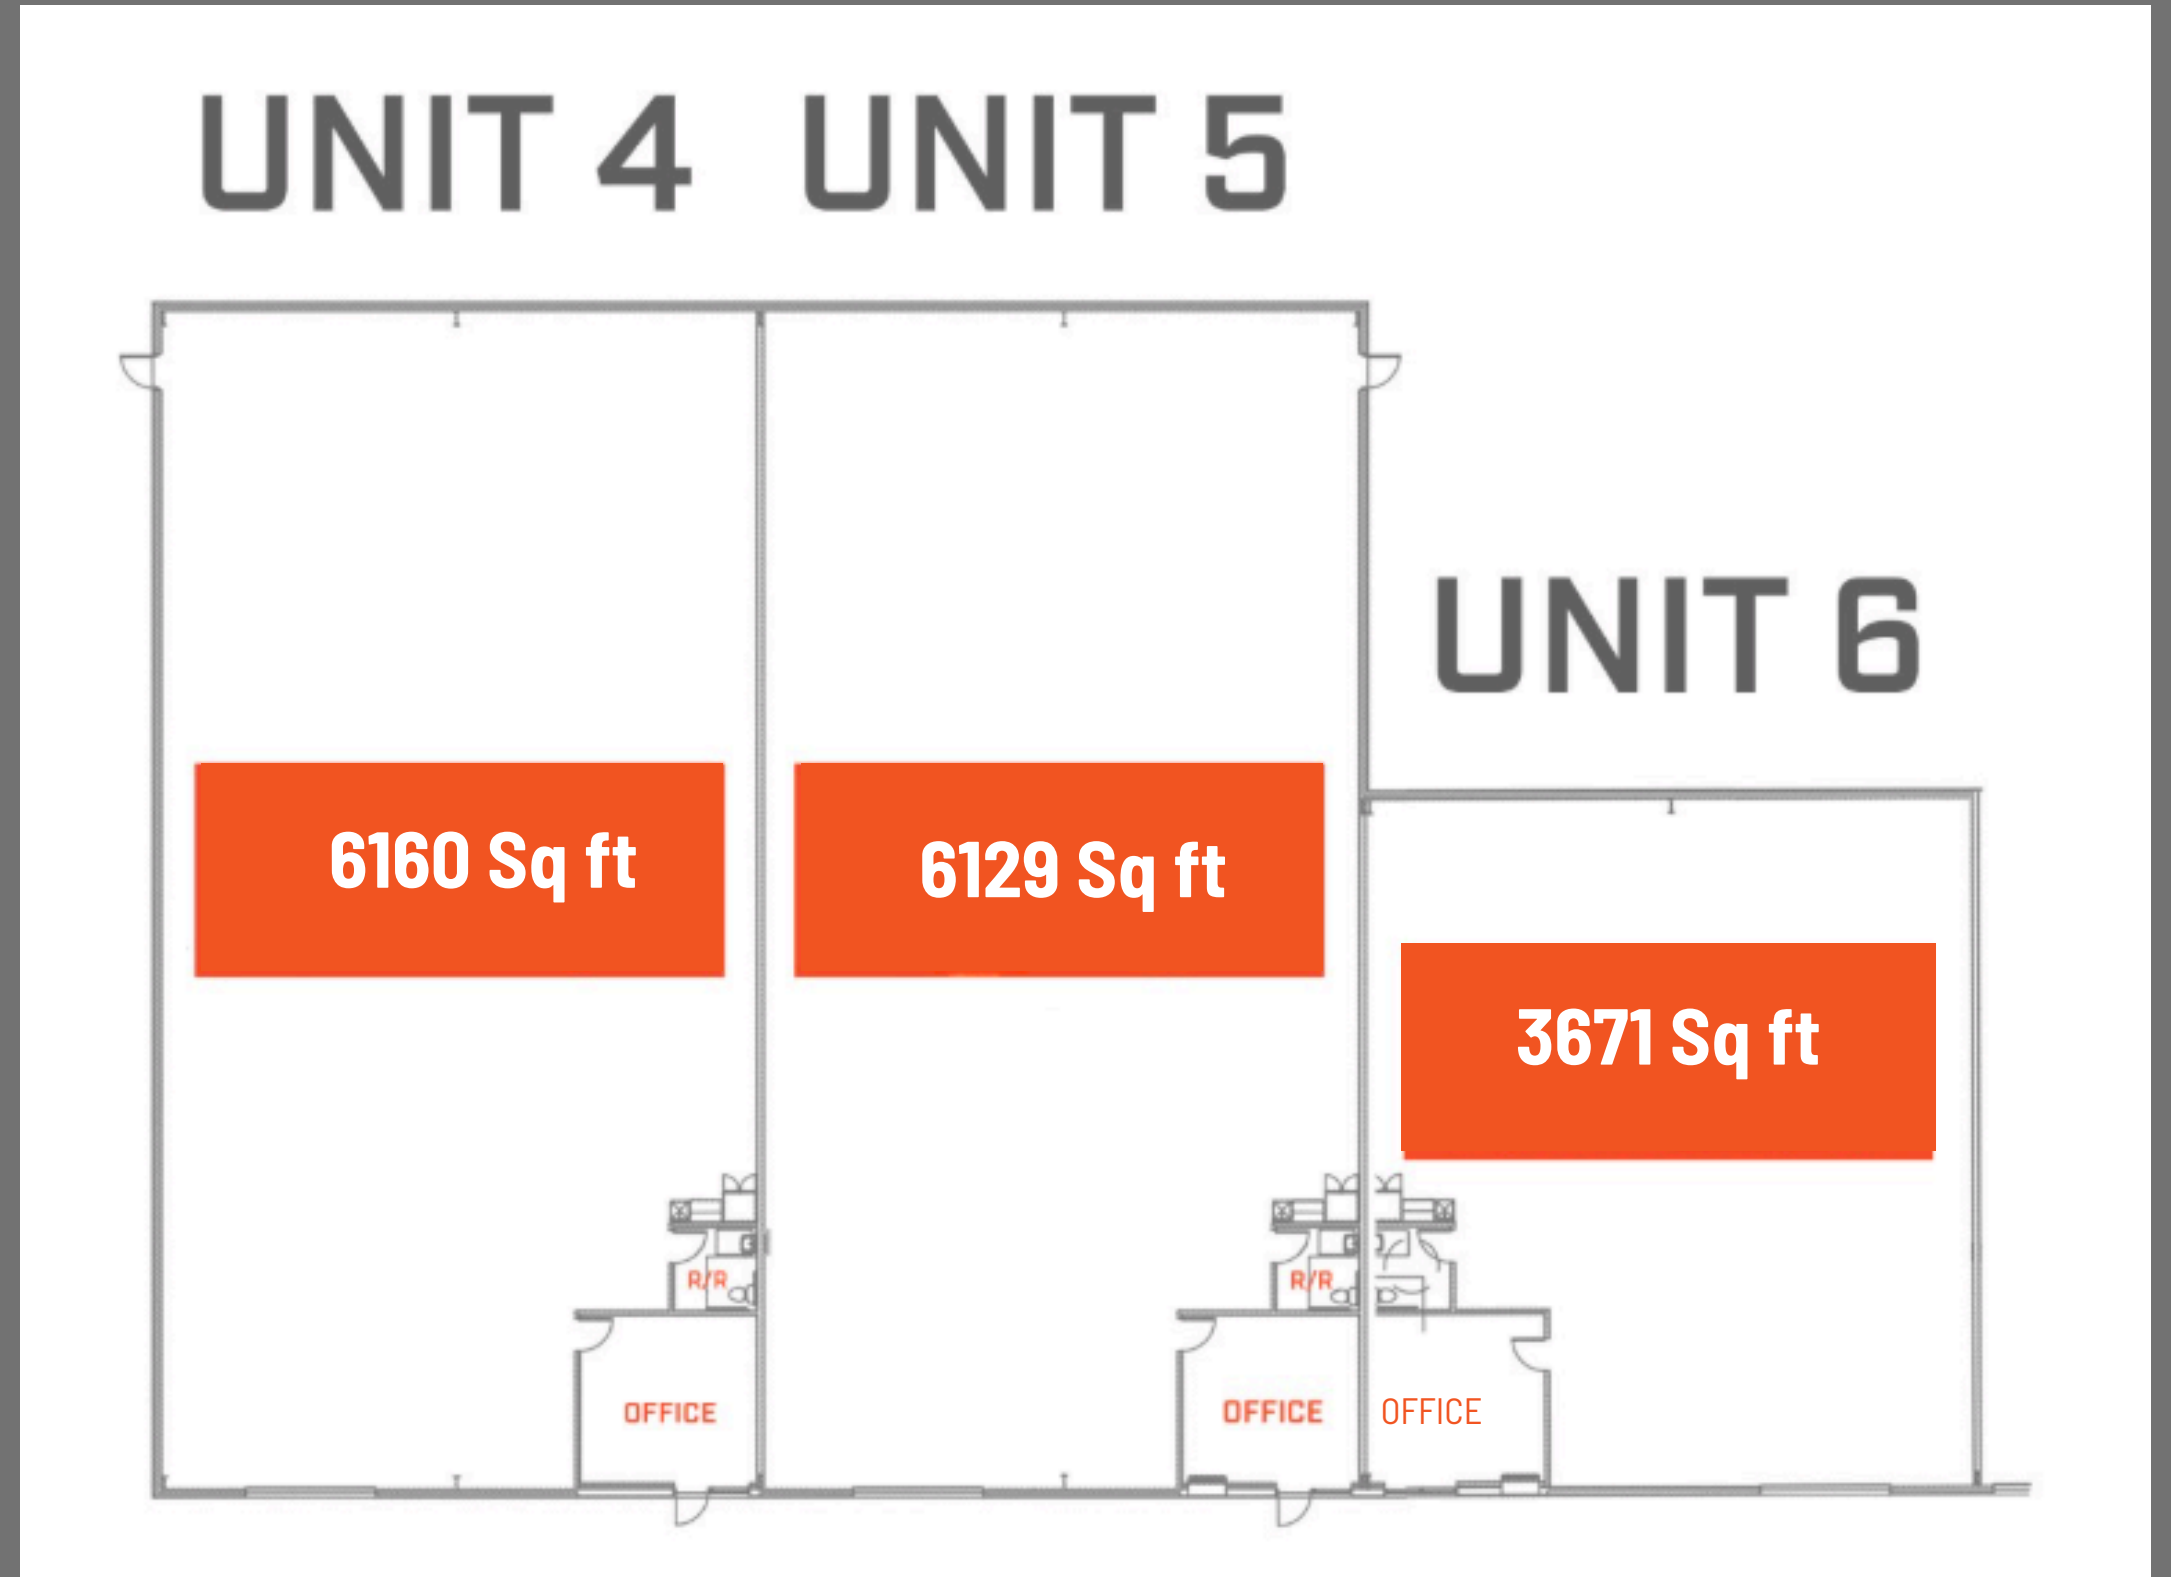 UNIT 4 UNIT 5
UNIT 6
6160 Sq ft
6129 Sq ft
3671 Sq ft
R/R
R/R
OFFICE
OFFICE
OFFICE